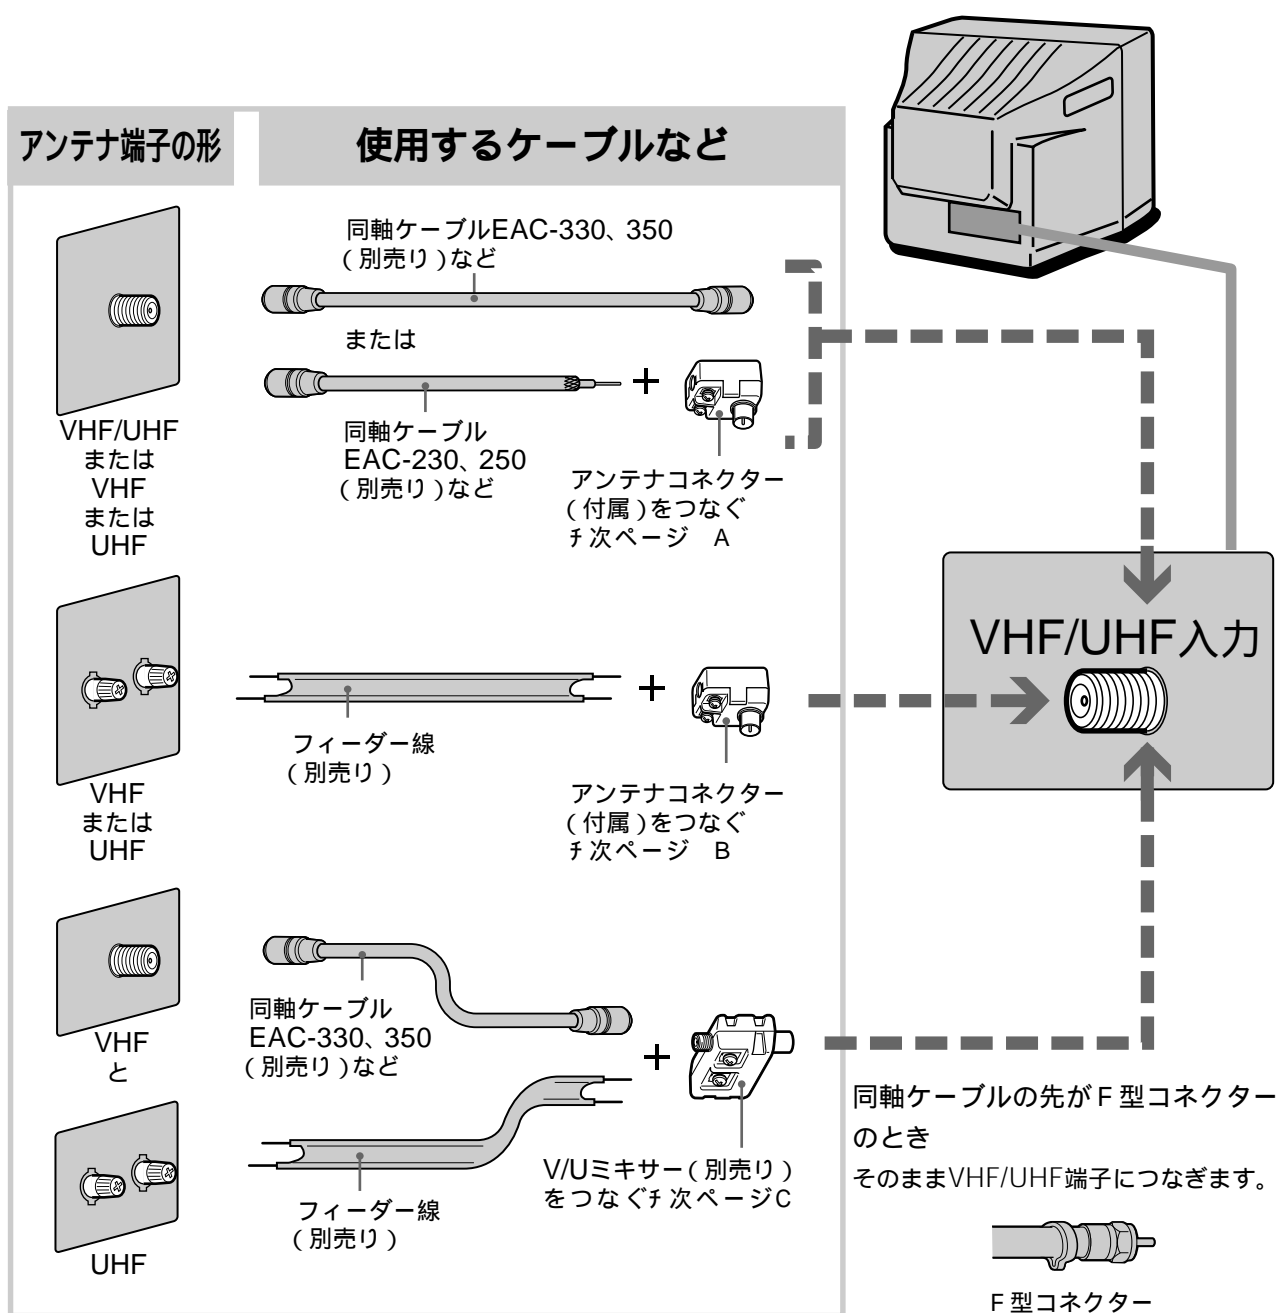 アンテナ端子の形
使用するケーブルなど
同軸ケーブルEAC-330、350
（別売り）など
または
同軸ケーブル
EAC-230、250
（別売り）など
アンテナコネクター
（付属）をつなぐ
チ次ページ A
VHF/UHF
または
VHF
または
UHF
フィーダー線
（別売り）
アンテナコネクター
（付属）をつなぐ
チ次ページ B
VHF
または
UHF
同軸ケーブル
EAC-330、350
（別売り）など
VHF
と
UHF
フィーダー線
（別売り）
V/Uミキサー（別売り）
をつなぐチ次ページC
VHF/UHF入力
同軸ケーブルの先がF型コネクター
のとき
そのままVHF/UHF端子につなぎます。
F型コネクター